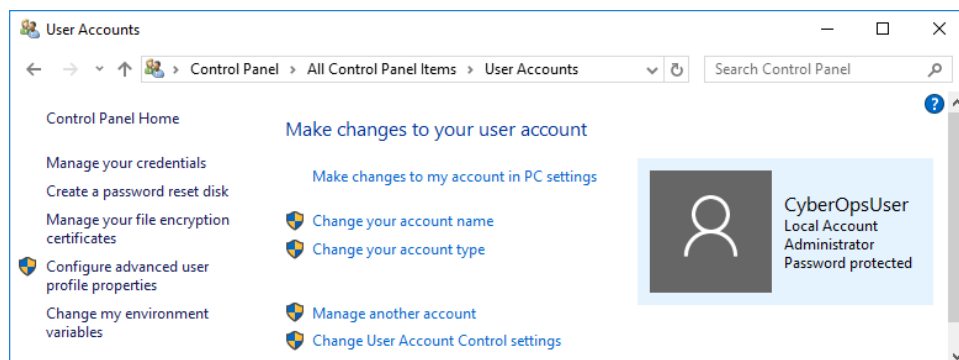 User Accounts
Control Panel > All Control Panel Items > User Accounts
Search Control Panel
Control Panel Home
Manage your credentials
Create a password reset disk
Manage your file encryption
certificates
Configure advanced user
profile properties
Change my environment
variables
Make changes to your user account
Make changes to my account in PC settings
Change your account name
Change your account type
Manage another account
Change User Account Control settings
CyberOpsUser
Local Account
Administrator
Password protected